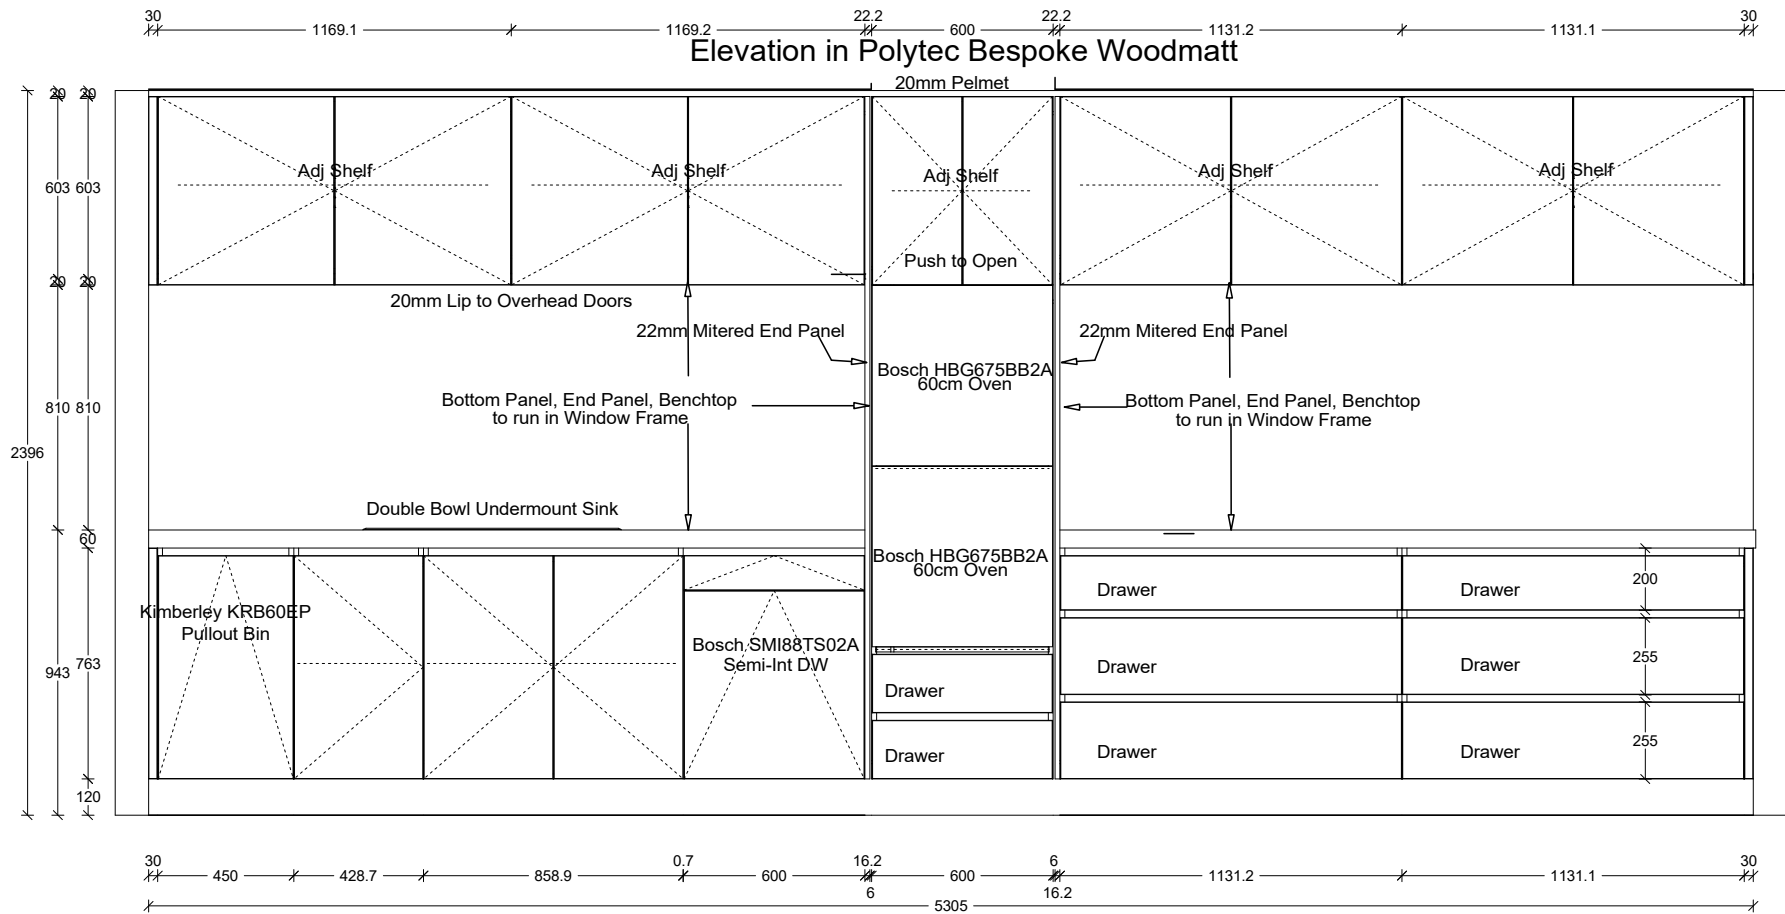 30 1169.1 1169.2 22.2 600 22.2 1131.2 1131.1 30
Elevation in Polytec Bespoke Woodmatt
20mm Pelmet
20 20
Adj Shelf Adj Shelf Adj Shelf Adj Shelf Adj Shelf
603 603
Push to Open
20 20
20mm Lip to Overhead Doors
22mm Mitered End Panel
22mm Mitered End Panel
Bosch HBG675BB2A
60cm Oven
Bottom Panel, End Panel, Benchtop
to run in Window Frame
Bottom Panel, End Panel, Benchtop
to run in Window Frame
810 810
2396
Double Bowl Undermount Sink
60
Bosch HBG675BB2A
60cm Oven
Drawer Drawer 200
Kimberley KRB60EP
Pullout Bin
Bosch SMI88TS02A
Semi-Int DW
943 763
Drawer Drawer 255
Drawer
Drawer
Drawer Drawer 255
120
30 450 428.7 858.9 0.7 600 16.2 600 6 1131.2 1131.1 30
6 16.2
5305